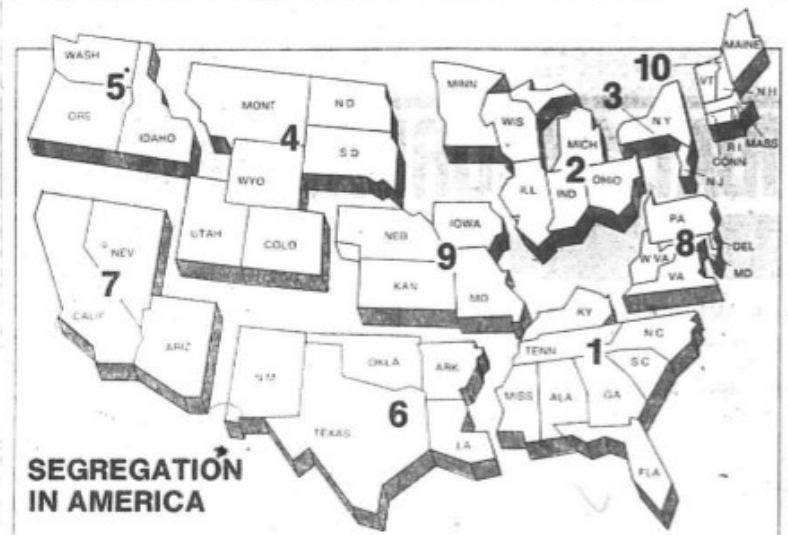 MAINE
WASH
10
VT
N.H
5*
MINN
3
N Y
MONT
N D
WIS
ORE
MICH
MASS
IDAHO
4
S D
R I
CONN
2
OHIO
N J
WYO
ILL
IND
IOWA
PA
UTAH
COLO
NEB
8
DEL
NEV
9
W VA
MD
7
KAN
VA
MO
KY
CALIF
N C
ARIZ
TENN
1
OKLA
S C
N M
ARK
MISS
ALA
GA
6
TEXAS
LA
FLA
SEGREGATION
IN AMERICA